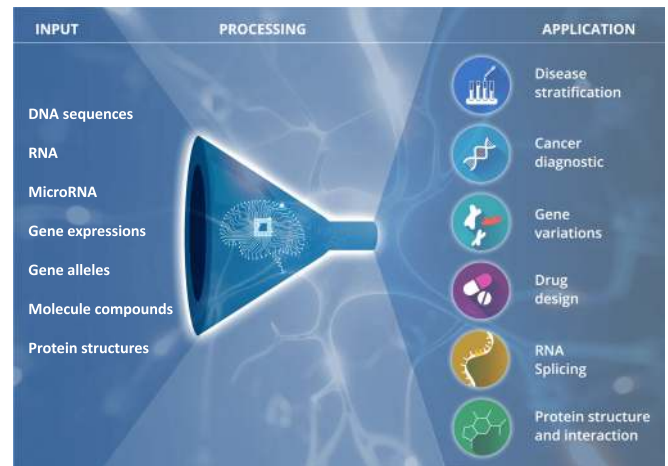 INPUT
PROCESSING
APPLICATION
DNA sequences
RNA
MicroRNA
Gene expressions
Gene alleles
Molecule compounds
Protein structures
Disease
stratification
Cancer
diagnostic
Gene
variations
Drug
design
RNA
Splicing
Protein structure
and interaction